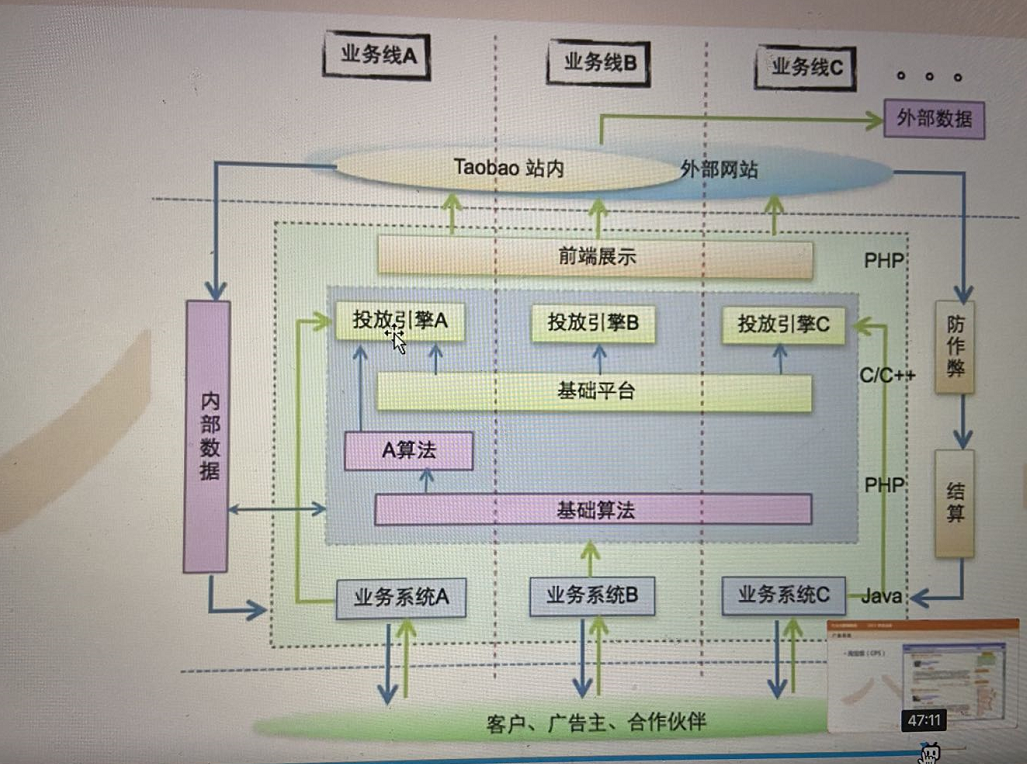 业务线A
业务线B
业务线C
。。。
外部数据
Taobao 站内
外部网站
前端展示
PHP
投放引擎A
投放引擎B
投放引擎C
防作弊
C/C++
基础平台
内部数据
A算法
PHP
结算
基础算法
业务系统A
业务系统B
业务系统C
Java
客户、广告主、合作伙伴
47:11